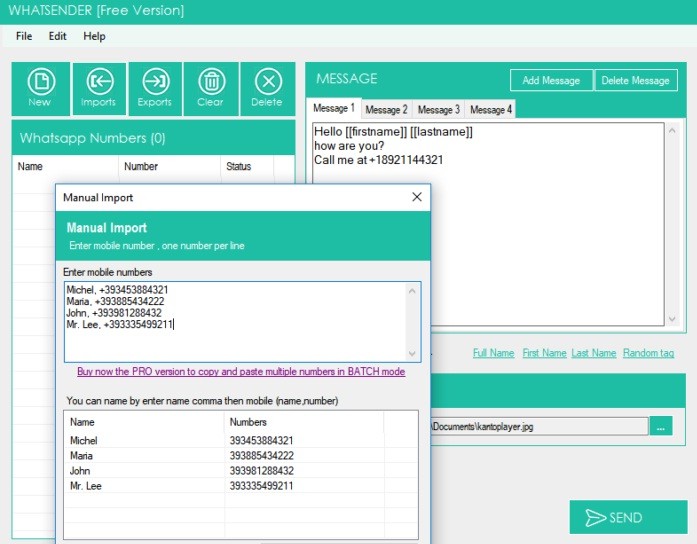 WHATSENDER [Free Version]
File Edit Help
New Imports Exports Clear Delete
Whatsapp Numbers (0)
Name Number Status
MESSAGE
Add Message Delete Message
Message 1 Message 2 Message 3 Message 4
Hello [[firstname]] [[lastname]]
how are you?
Call me at +18921144321
Full Name First Name Last Name Random tag
\Documents\kantoplayer.jpg ...
SEND
Manual Import
Manual Import
Enter mobile number , one number per line
Enter mobile numbers
Michel, +393453884321
Maria, +393885434222
John, +393981288432
Mr. Lee, +393335499211
Buy now the PRO version to copy and paste multiple numbers in BATCH mode
You can name by enter name comma then mobile (name,number)
Name Numbers
Michel 393453884321
Maria 393885434222
John 393981288432
Mr. Lee 393335499211